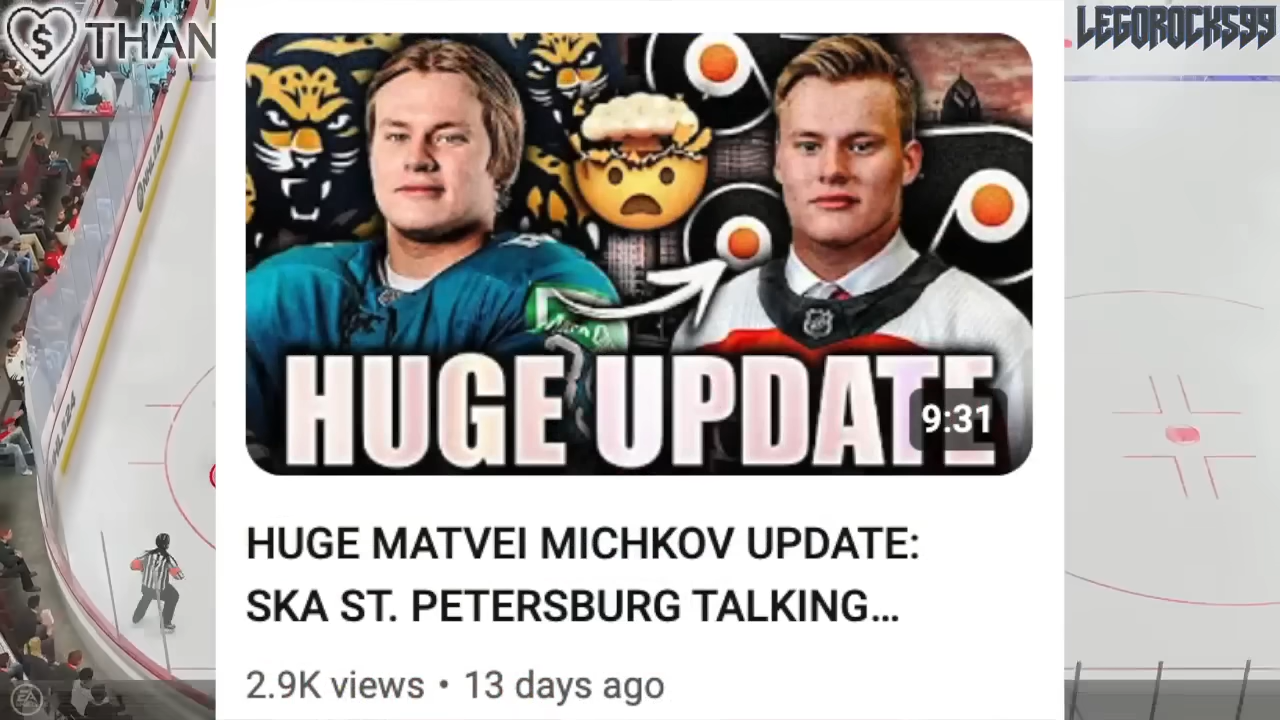 THAN
LEGOROCKS99
HUGE UPDATE
9:31
HUGE MATVEI MICHKOV UPDATE:
SKA ST. PETERSBURG TALKING…
2.9K views • 13 days ago